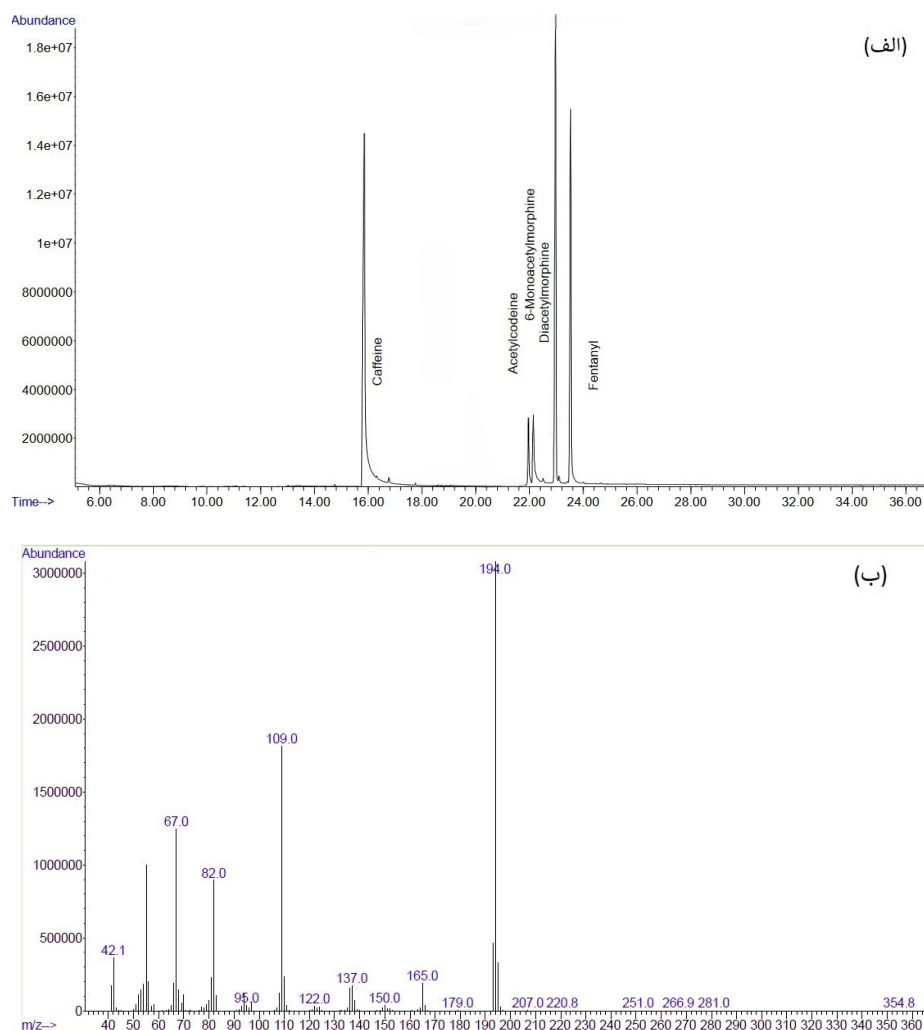 Abundance
(الف)
1.8e+07
1.6e+07
1.4e+07
1.2e+07
1e+07
8000000
6000000
4000000
2000000
Caffeine
Acetylcodeine
6-Monoacetylmorphine
Diacetylmorphine
Fentanyl
Time--> 6.00 8.00 10.00 12.00 14.00 16.00 18.00 20.00 22.00 24.00 26.00 28.00 30.00 32.00 34.00 36.00
Abundance
(ب)
3000000
2500000
2000000
1500000
1000000
500000
0
194.0
109.0
67.0
82.0
42.1
95.0 122.0 137.0 150.0 165.0 179.0 207.0 220.8 251.0 266.9 281.0 354.8
m/z--> 40 50 60 70 80 90 100 110 120 130 140 150 160 170 180 190 200 210 220 230 240 250 260 270 280 290 300 310 320 330 340 350